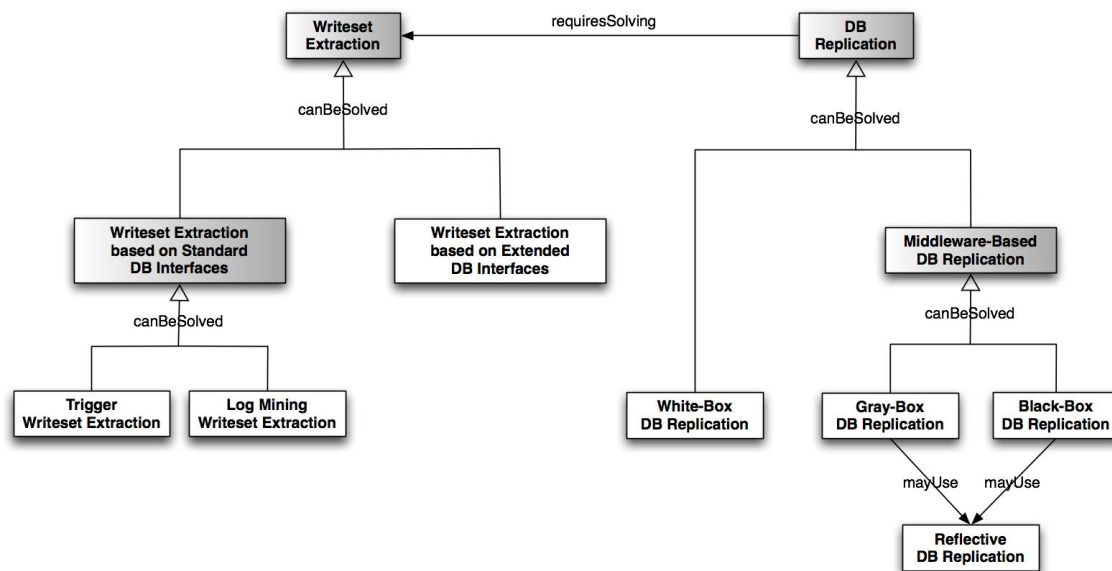 Writeset
Extraction
requiresSolving
DB
Replication
canBeSolved
canBeSolved
Writeset Extraction
based on Standard
DB Interfaces
Writeset Extraction
based on Extended
DB Interfaces
Middleware-Based
DB Replication
canBeSolved
canBeSolved
Trigger
Writeset Extraction
Log Mining
Writeset Extraction
White-Box
DB Replication
Gray-Box
DB Replication
Black-Box
DB Replication
mayUse
mayUse
Reflective
DB Replication